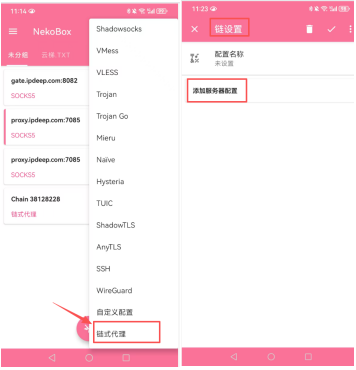 11:14
NekoBox
未分组
云桥.TXT
gate.ipdeep.com:8082
SOCKS5
proxy.ipdeep.com:7085
SOCKS5
proxy.ipdeep.com:7085
SOCKS5
Chain 38128228
链式代理
Shadowsocks
VMess
VLESS
Trojan
Trojan Go
Mieru
Naïve
Hysteria
TUIC
ShadowTLS
AnyTLS
SSH
WireGuard
自定义配置
链式代理
11:23
链设置
配置名称
未设置
添加服务器配置